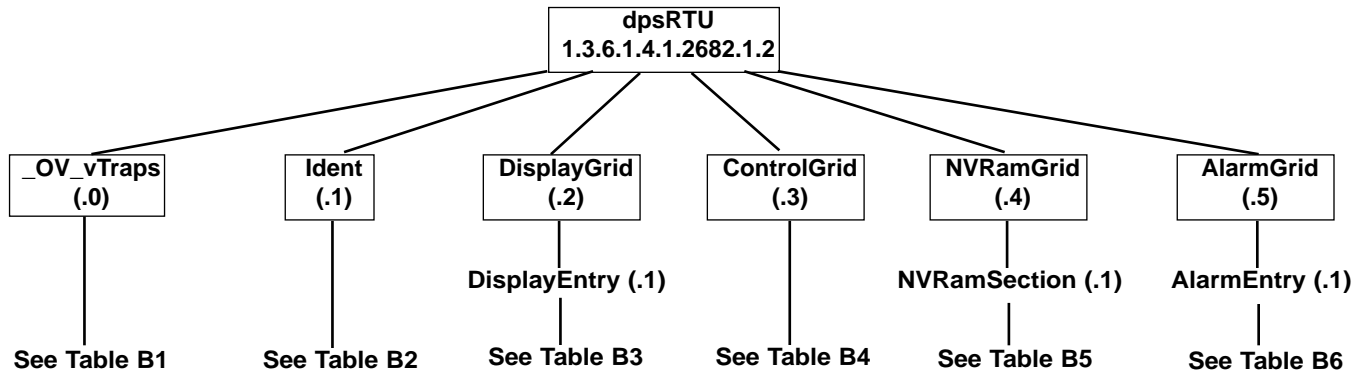 dpsRTU
1.3.6.1.4.1.2682.1.2
_OV_vTraps
(.0)
Ident
(.1)
DisplayGrid
(.2)
ControlGrid
(.3)
NVRamGrid
(.4)
AlarmGrid
(.5)
DisplayEntry (.1)
NVRamSection (.1)
AlarmEntry (.1)
See Table B1
See Table B2
See Table B3
See Table B4
See Table B5
See Table B6